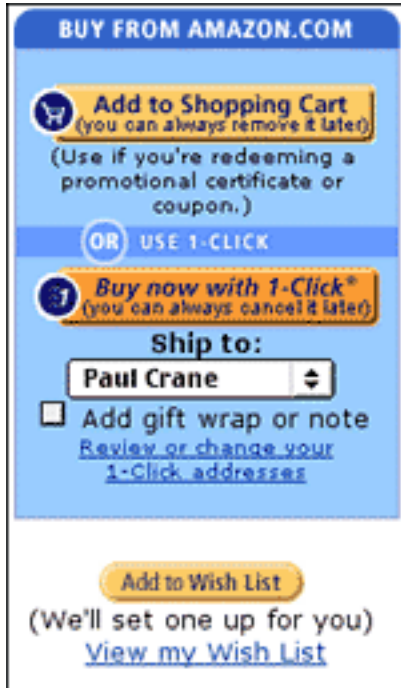 BUY FROM AMAZON.COM
Add to Shopping Cart
(you can always remove it later)
(Use if you're redeeming a
promotional certificate or
coupon.)
OR USE 1-CLICK
1 Buy now with 1-Click®
(you can always cancel it later)
Ship to:
Paul Crane
Add gift wrap or note
Review or change your
1-Click addresses
Add to Wish List
(We'll set one up for you)
View my Wish List